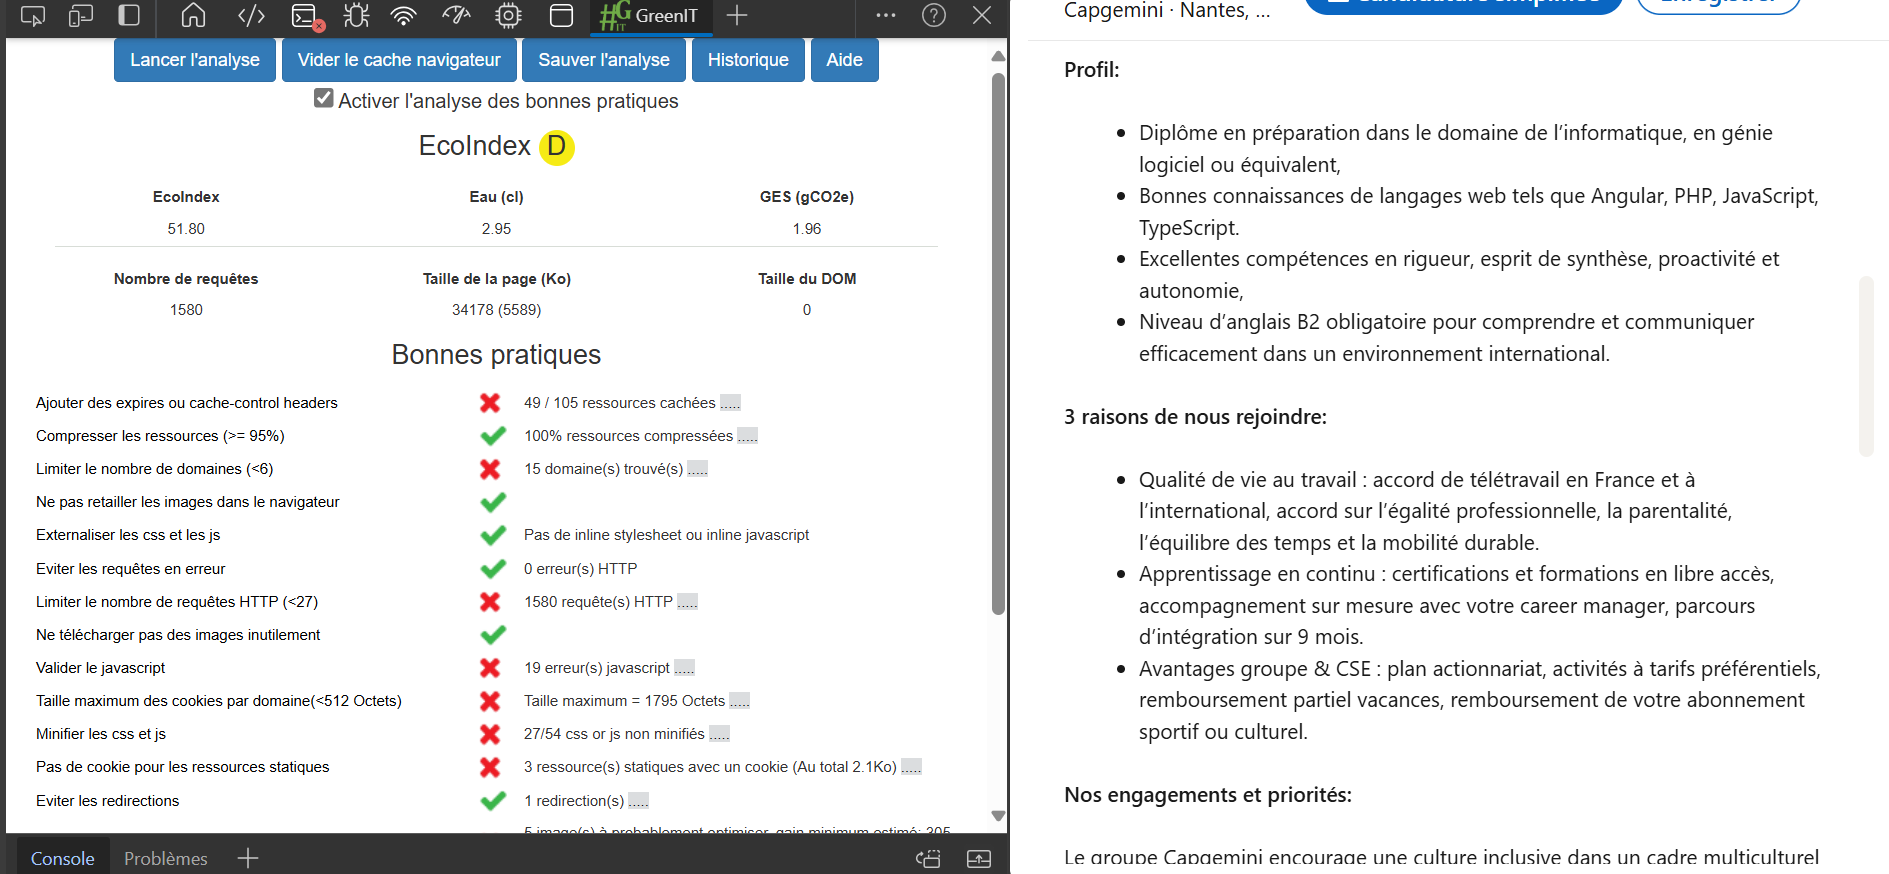 GreenIT
Lancer l'analyse
Vider le cache navigateur
Sauver l'analyse
Historique
Aide
Activer l'analyse des bonnes pratiques
EcoIndex D
EcoIndex
Eau (cl)
GES (gCO2e)
51.80
2.95
1.96
Nombre de requêtes
Taille de la page (Ko)
Taille du DOM
1580
34178 (5589)
0
Bonnes pratiques
Ajouter des expires ou cache-control headers
49 / 105 ressources cachées .....
Compresser les ressources (>= 95%)
100% ressources compressées .....
Limiter le nombre de domaines (<6)
15 domaine(s) trouvé(s) .....
Ne pas retailler les images dans le navigateur
Externaliser les css et les js
Pas de inline stylesheet ou inline javascript
Eviter les requêtes en erreur
0 erreur(s) HTTP
Limiter le nombre de requêtes HTTP (<27)
1580 requête(s) HTTP .....
Ne télécharger pas des images inutilement
Valider le javascript
19 erreur(s) javascript .....
Taille maximum des cookies par domaine(<512 Octets)
Taille maximum = 1795 Octets .....
Minifier les css et js
27/54 css or js non minifiés .....
Pas de cookie pour les ressources statiques
3 ressource(s) statiques avec un cookie (Au total 2.1Ko) .....
Eviter les redirections
1 redirection(s) .....
5 image(s) à probablement optimiser, gain minimum estimé: 305
Console
Problèmes
Capgemini · Nantes, ...
Candidature simplifiée
Enregistrer
Profil:
• Diplôme en préparation dans le domaine de l’informatique, en génie
logiciel ou équivalent,
• Bonnes connaissances de langages web tels que Angular, PHP, JavaScript,
TypeScript.
• Excellentes compétences en rigueur, esprit de synthèse, proactivité et
autonomie,
• Niveau d’anglais B2 obligatoire pour comprendre et communiquer
efficacement dans un environnement international.
3 raisons de nous rejoindre:
• Qualité de vie au travail : accord de télétravail en France et à
l’international, accord sur l’égalité professionnelle, la parentalité,
l’équilibre des temps et la mobilité durable.
• Apprentissage en continu : certifications et formations en libre accès,
accompagnement sur mesure avec votre career manager, parcours
d’intégration sur 9 mois.
• Avantages groupe & CSE : plan actionnariat, activités à tarifs préférentiels,
remboursement partiel vacances, remboursement de votre abonnement
sportif ou culturel.
Nos engagements et priorités:
Le groupe Capgemini encourage une culture inclusive dans un cadre multiculturel